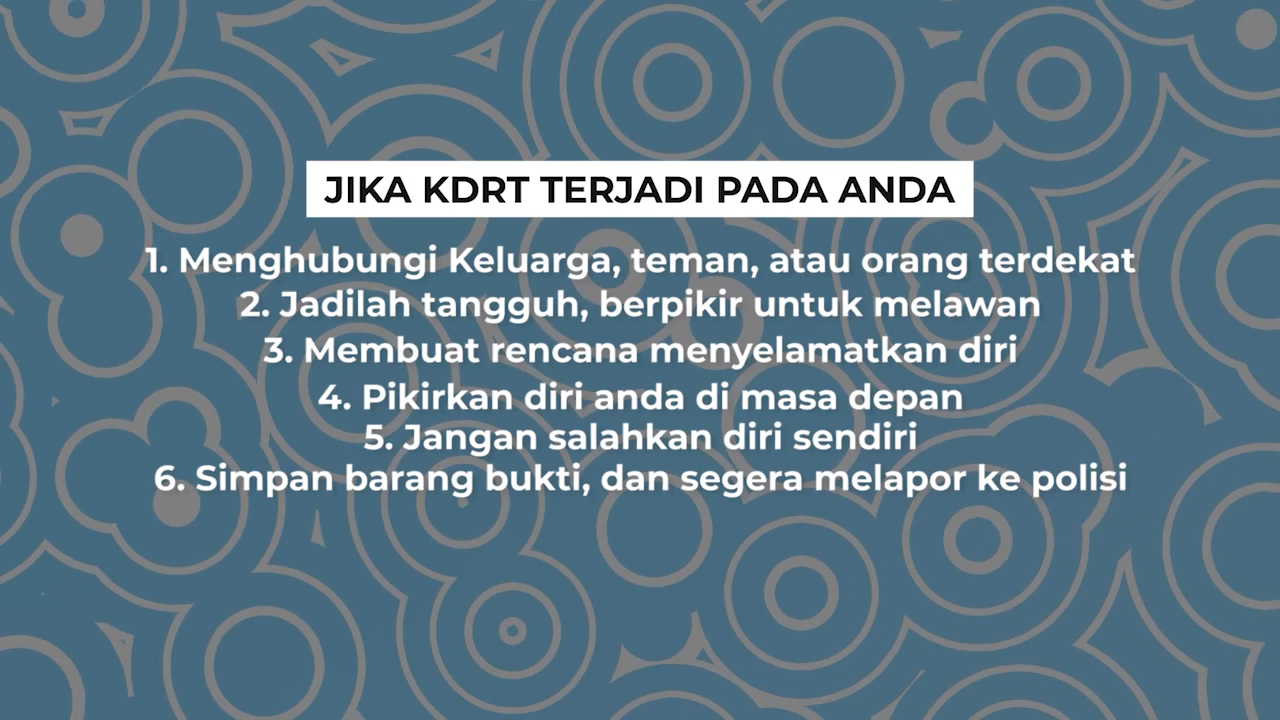 JIKA KDRT TERJADI PADA ANDA
1. Menghubungi Keluarga, teman, atau orang terdekat
2. Jadilah tangguh, berpikir untuk melawan
3. Membuat rencana menyelamatkan diri
4. Pikirkan diri anda di masa depan
5. Jangan salahkan diri sendiri
6. Simpan barang bukti, dan segera melapor ke polisi